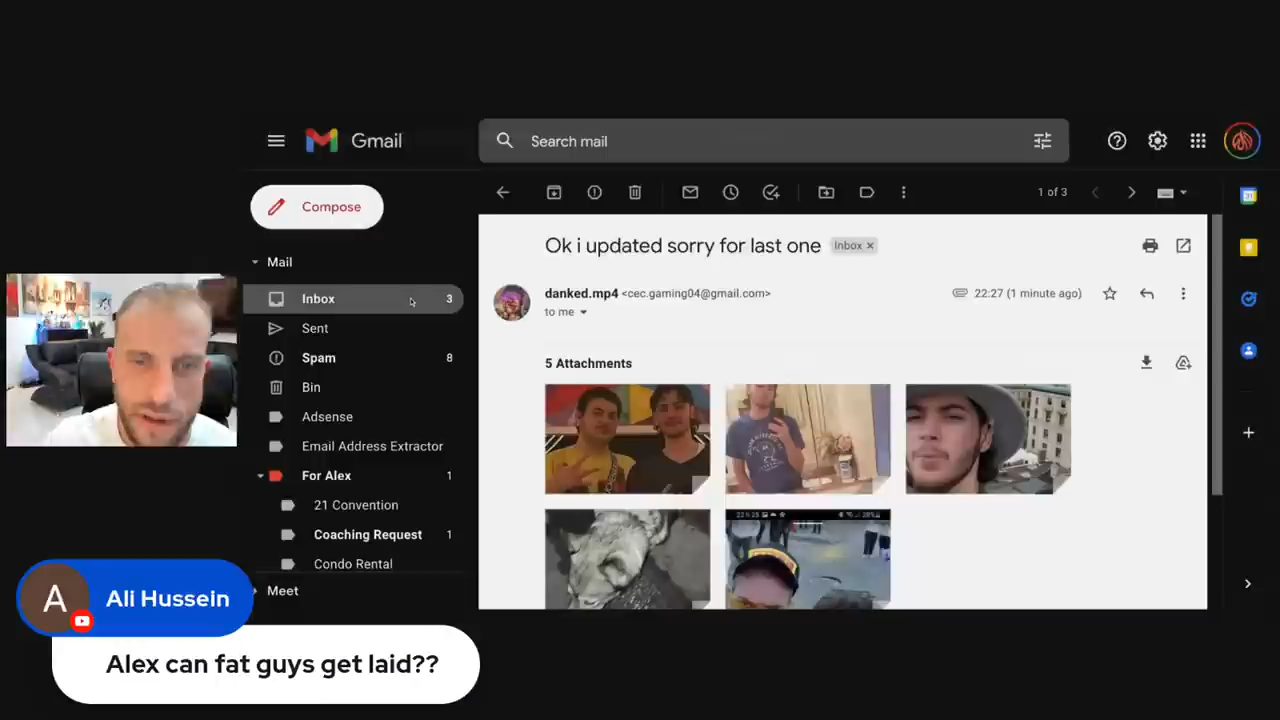 Gmail
Search mail
Compose
1 of 3
Mail
Inbox 3
Sent
Spam 8
Bin
Adsense
Email Address Extractor
For Alex 1
21 Convention
Coaching Request 1
Condo Rental
Meet
Ok i updated sorry for last one Inbox x
danked.mp4 <cec.gaming04@gmail.com>
22:27 (1 minute ago)
to me
5 Attachments
A Ali Hussein
Alex can fat guys get laid??